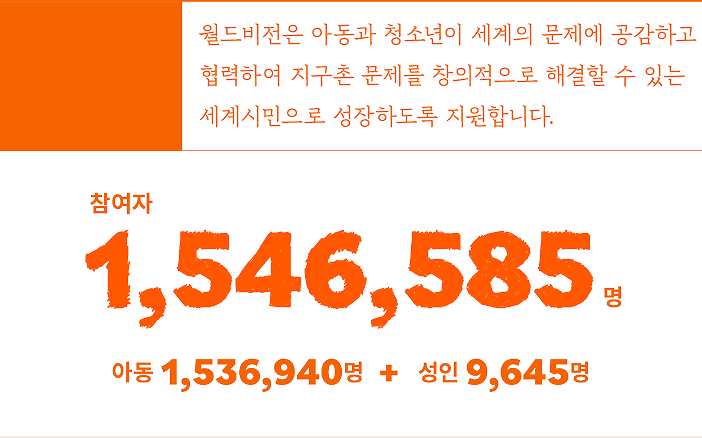 월드비전은 아동과 청소년이 세계의 문제에 공감하고
협력하여 지구촌 문제를 창의적으로 해결할 수 있는
세계시민으로 성장하도록 지원합니다.
참여자
1,546,585 명
아동 1,536,940명 + 성인 9,645명